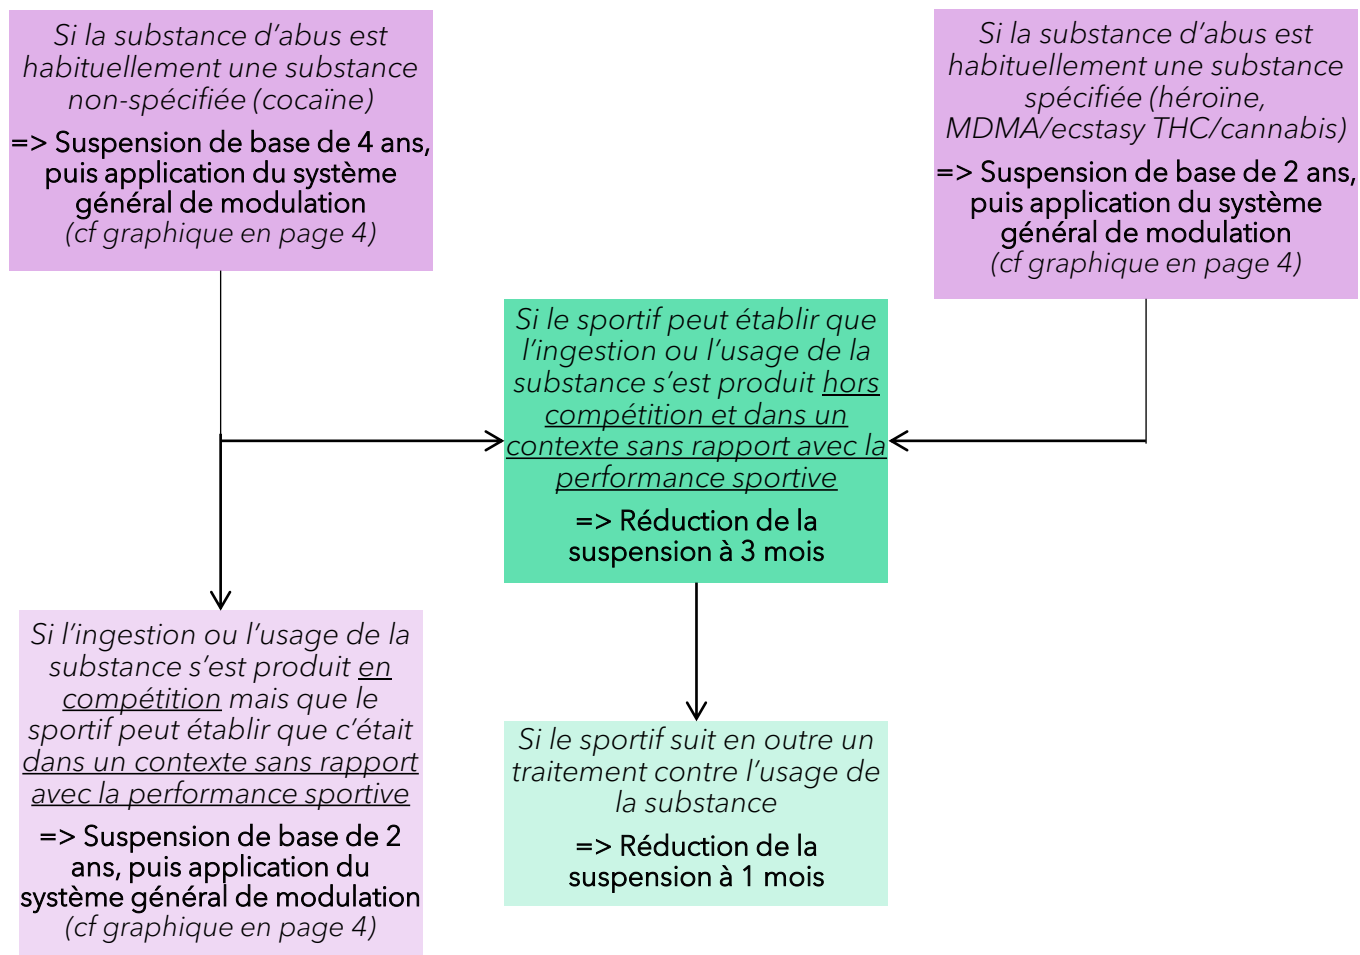 Si la substance d’abus est
habituellement une substance
non-spécifiée (cocaïne)
=> Suspension de base de 4 ans,
puis application du système
général de modulation
(cf graphique en page 4)
Si la substance d’abus est
habituellement une substance
spécifiée (héroïne,
MDMA/ecstasy THC/cannabis)
=> Suspension de base de 2 ans,
puis application du système
général de modulation
(cf graphique en page 4)
Si le sportif peut établir que
l’ingestion ou l’usage de la
substance s’est produit hors
compétition et dans un
contexte sans rapport avec la
performance sportive
=> Réduction de la
suspension à 3 mois
Si l’ingestion ou l’usage de la
substance s’est produit en
compétition mais que le
sportif peut établir que c’était
dans un contexte sans rapport
avec la performance sportive
=> Suspension de base de 2
ans, puis application du
système général de modulation
(cf graphique en page 4)
Si le sportif suit en outre un
traitement contre l’usage de
la substance
=> Réduction de la
suspension à 1 mois